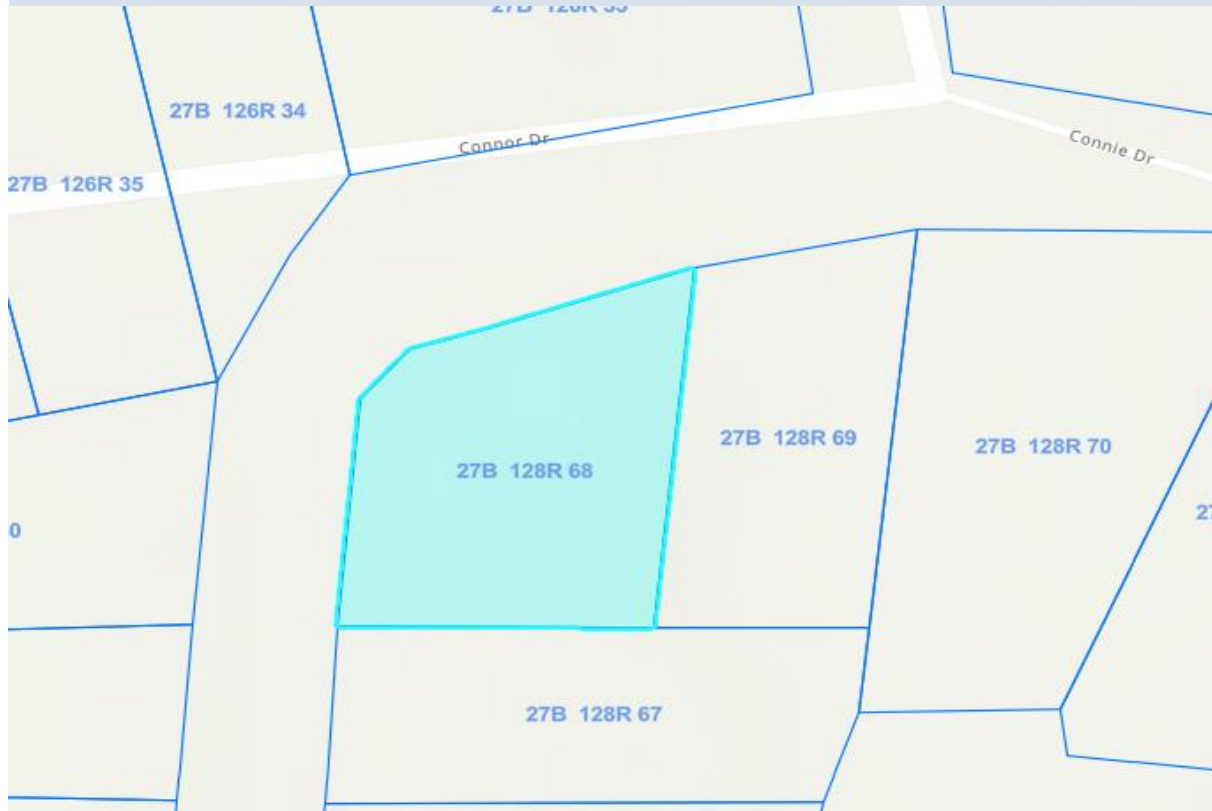 27B 126R 34
Connor Dr
Connie Dr
27B 126R 35
27B 128R 69
27B 128R 70
27B 128R 68
27B 128R 67